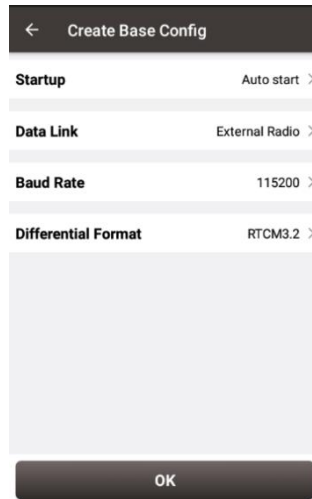 Create Base Config
Startup Auto start
Data Link External Radio
Baud Rate 115200
Differential Format RTCM3.2
OK